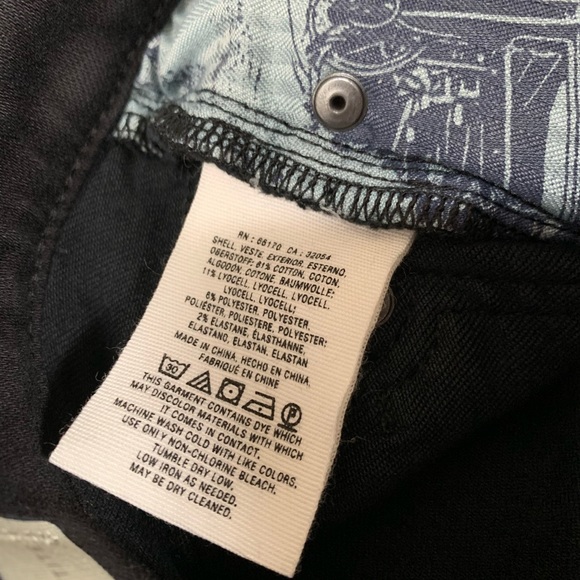 RN : 66170 CA : 32054
SHELL, VESTE, EXTERIOR, ESTERNO,
OBERSTOFF: 81% COTTON, COTON,
ALGODON, COTONE, BAUMWOLLE;
11% LYOCELL, LYOCELL, LYOCELL,
LYOCELL, LYOCELL;
6% POLYESTER, POLYESTER,
POLIÉSTER, POLIESTERE, POLYESTER;
2% ELASTANE, ÉLASTHANNE,
ELASTANO, ELASTAN, ELASTAN
MADE IN CHINA, HECHO EN CHINA,
FABRIQUÉ EN CHINE
30 P
THIS GARMENT CONTAINS DYE WHICH
MAY DISCOLOR MATERIALS WITH WHICH
IT COMES IN CONTACT.
MACHINE WASH COLD WITH LIKE COLORS.
USE ONLY NON-CHLORINE BLEACH.
TUMBLE DRY LOW.
LOW IRON AS NEEDED.
MAY BE DRY CLEANED.